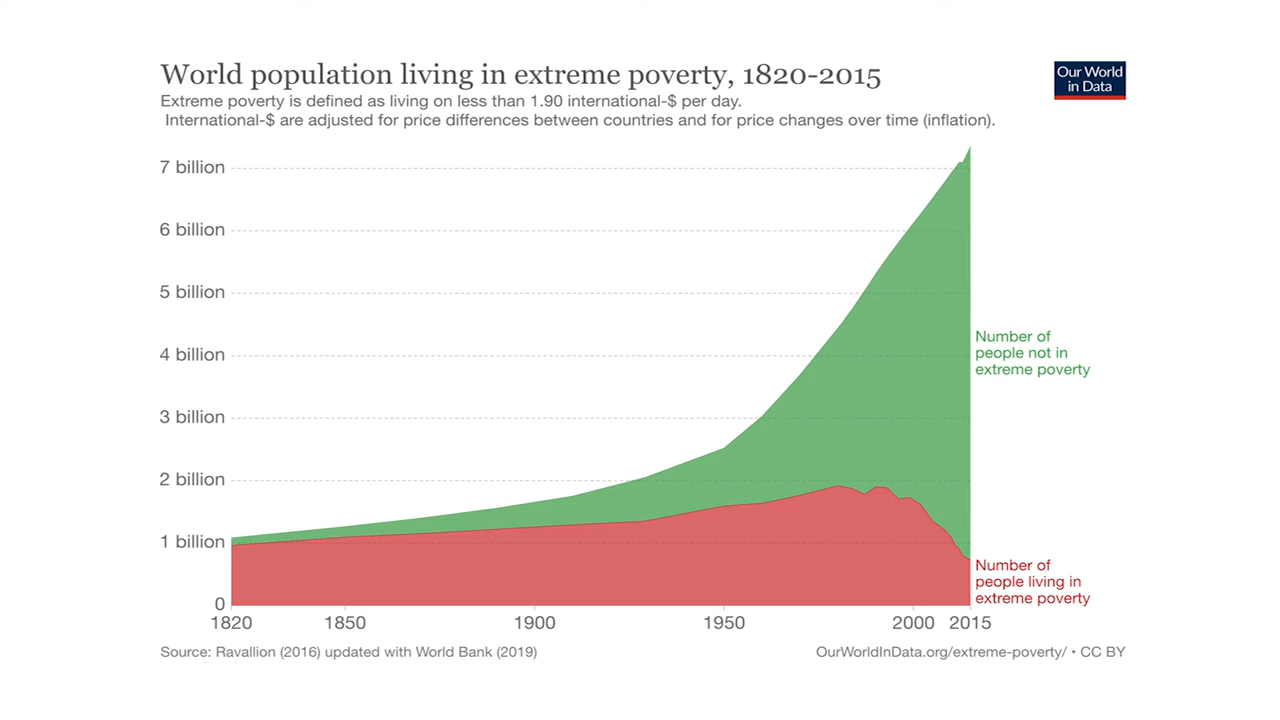 World population living in extreme poverty, 1820-2015
Our World
in Data
Extreme poverty is defined as living on less than 1.90 international-$ per day.
International-$ are adjusted for price differences between countries and for price changes over time (inflation).
7 billion
6 billion
5 billion
4 billion
3 billion
2 billion
1 billion
0
Number of
people not in
extreme poverty
Number of
people living in
extreme poverty
1820
1850
1900
1950
2000
2015
Source: Ravallion (2016) updated with World Bank (2019)
OurWorldInData.org/extreme-poverty/ • CC BY